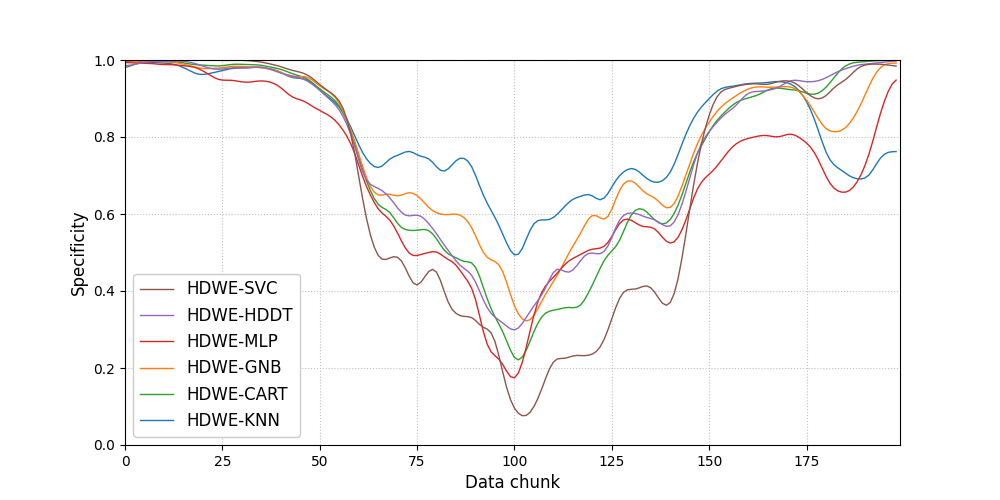 1.0
0.8
0.6
0.4
0.2
0.0
Specificity
HDWE-SVC
HDWE-HDDT
HDWE-MLP
HDWE-GNB
HDWE-CART
HDWE-KNN
0 25 50 75 100 125 150 175
Data chunk